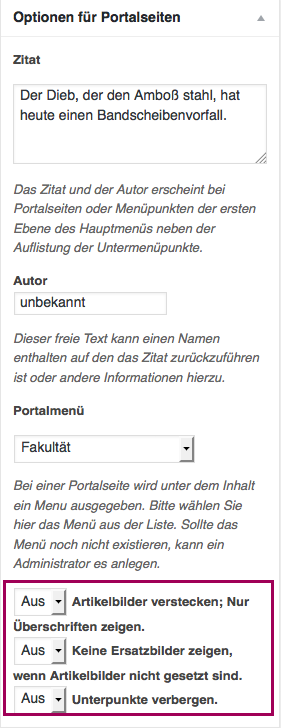 Optionen für Portalseiten
Zitat
Der Dieb, der den Amboß stahl, hat
heute einen Bandscheibenvorfall.
Das Zitat und der Autor erscheint bei
Portalseiten oder Menüpunkten der ersten
Ebene des Hauptmenüs neben der
Auflistung der Untermenüpunkte.
Autor
unbekannt
Dieser freie Text kann einen Namen
enthalten auf den das Zitat zurückzuführen
ist oder andere Informationen hierzu.
Portalmenü
Fakultät
Bei einer Portalseite wird unter dem Inhalt
ein Menu ausgegeben. Bitte wählen Sie
hier das Menü aus der Liste. Sollte das
Menü noch nicht existieren, kann ein
Administrator es anlegen.
Aus Artikelbilder verstecken; Nur
Überschriften zeigen.
Aus Keine Ersatzbilder zeigen,
wenn Artikelbilder nicht gesetzt sind.
Aus Unterpunkte verbergen.